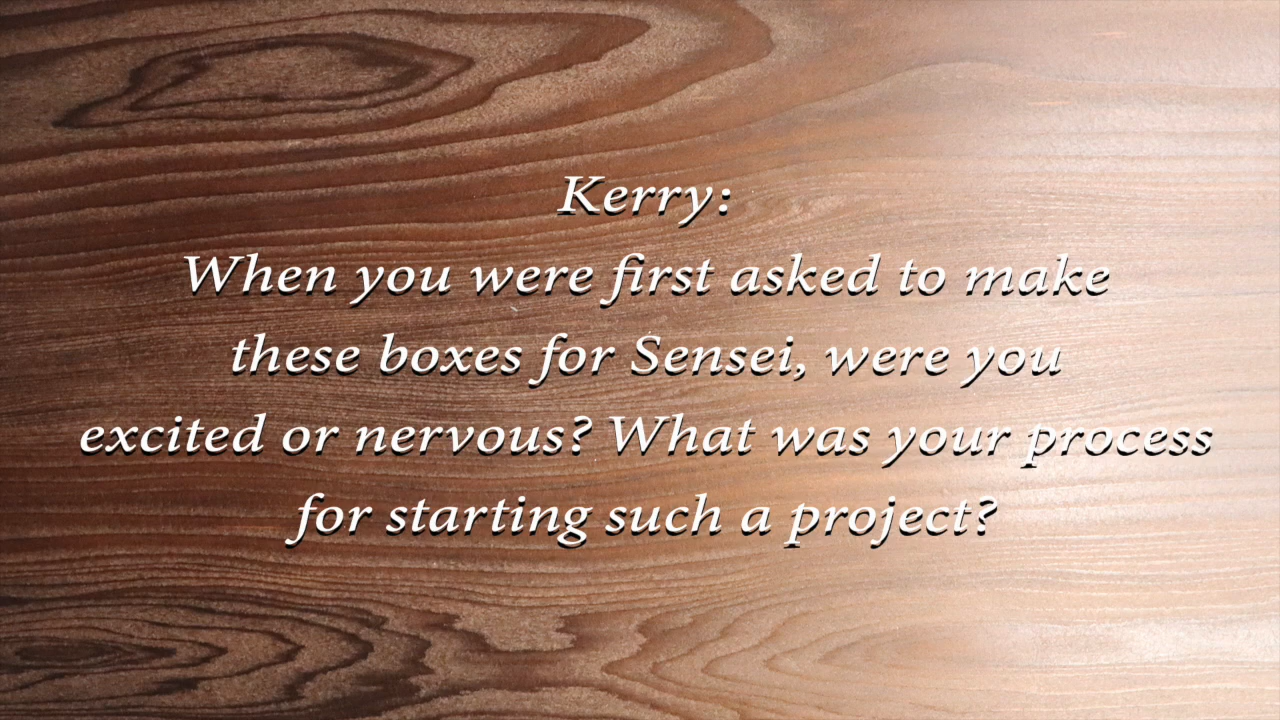 Kerry:
When you were first asked to make
these boxes for Sensei, were you
excited or nervous? What was your process
for starting such a project?